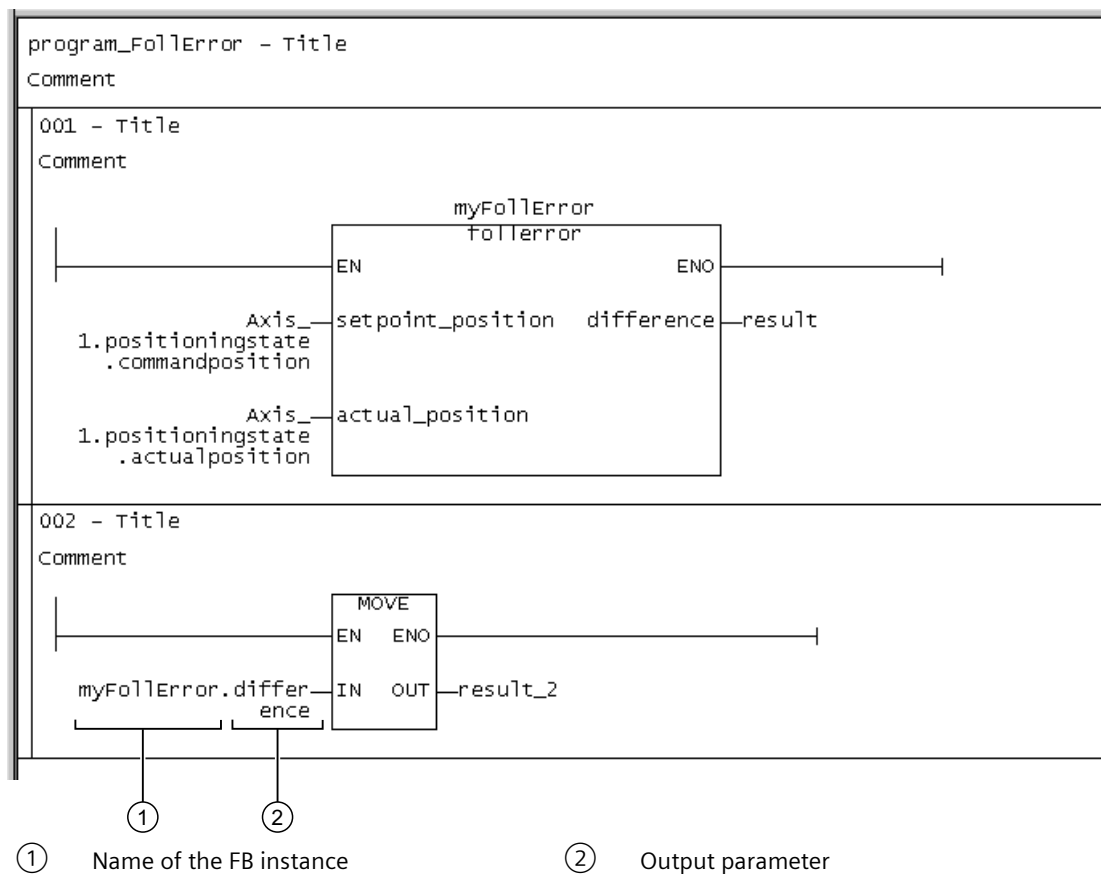 program_FollError – Title
Comment
001 – Title
Comment
myFollError
follerror
EN ENO
Axis_ setpoint_position difference result
1.positioningstate
.commandposition
Axis_ actual_position
1.positioningstate
.actualposition
002 – Title
Comment
MOVE
EN ENO
myFollError.differ IN OUT result_2
ence
① ②
① Name of the FB instance ② Output parameter